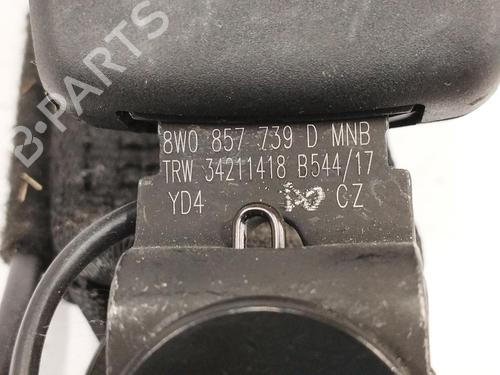 B-PARTS
8W0 857 739 D MNB
TRW 34211418 B544/17
YD4 CZ